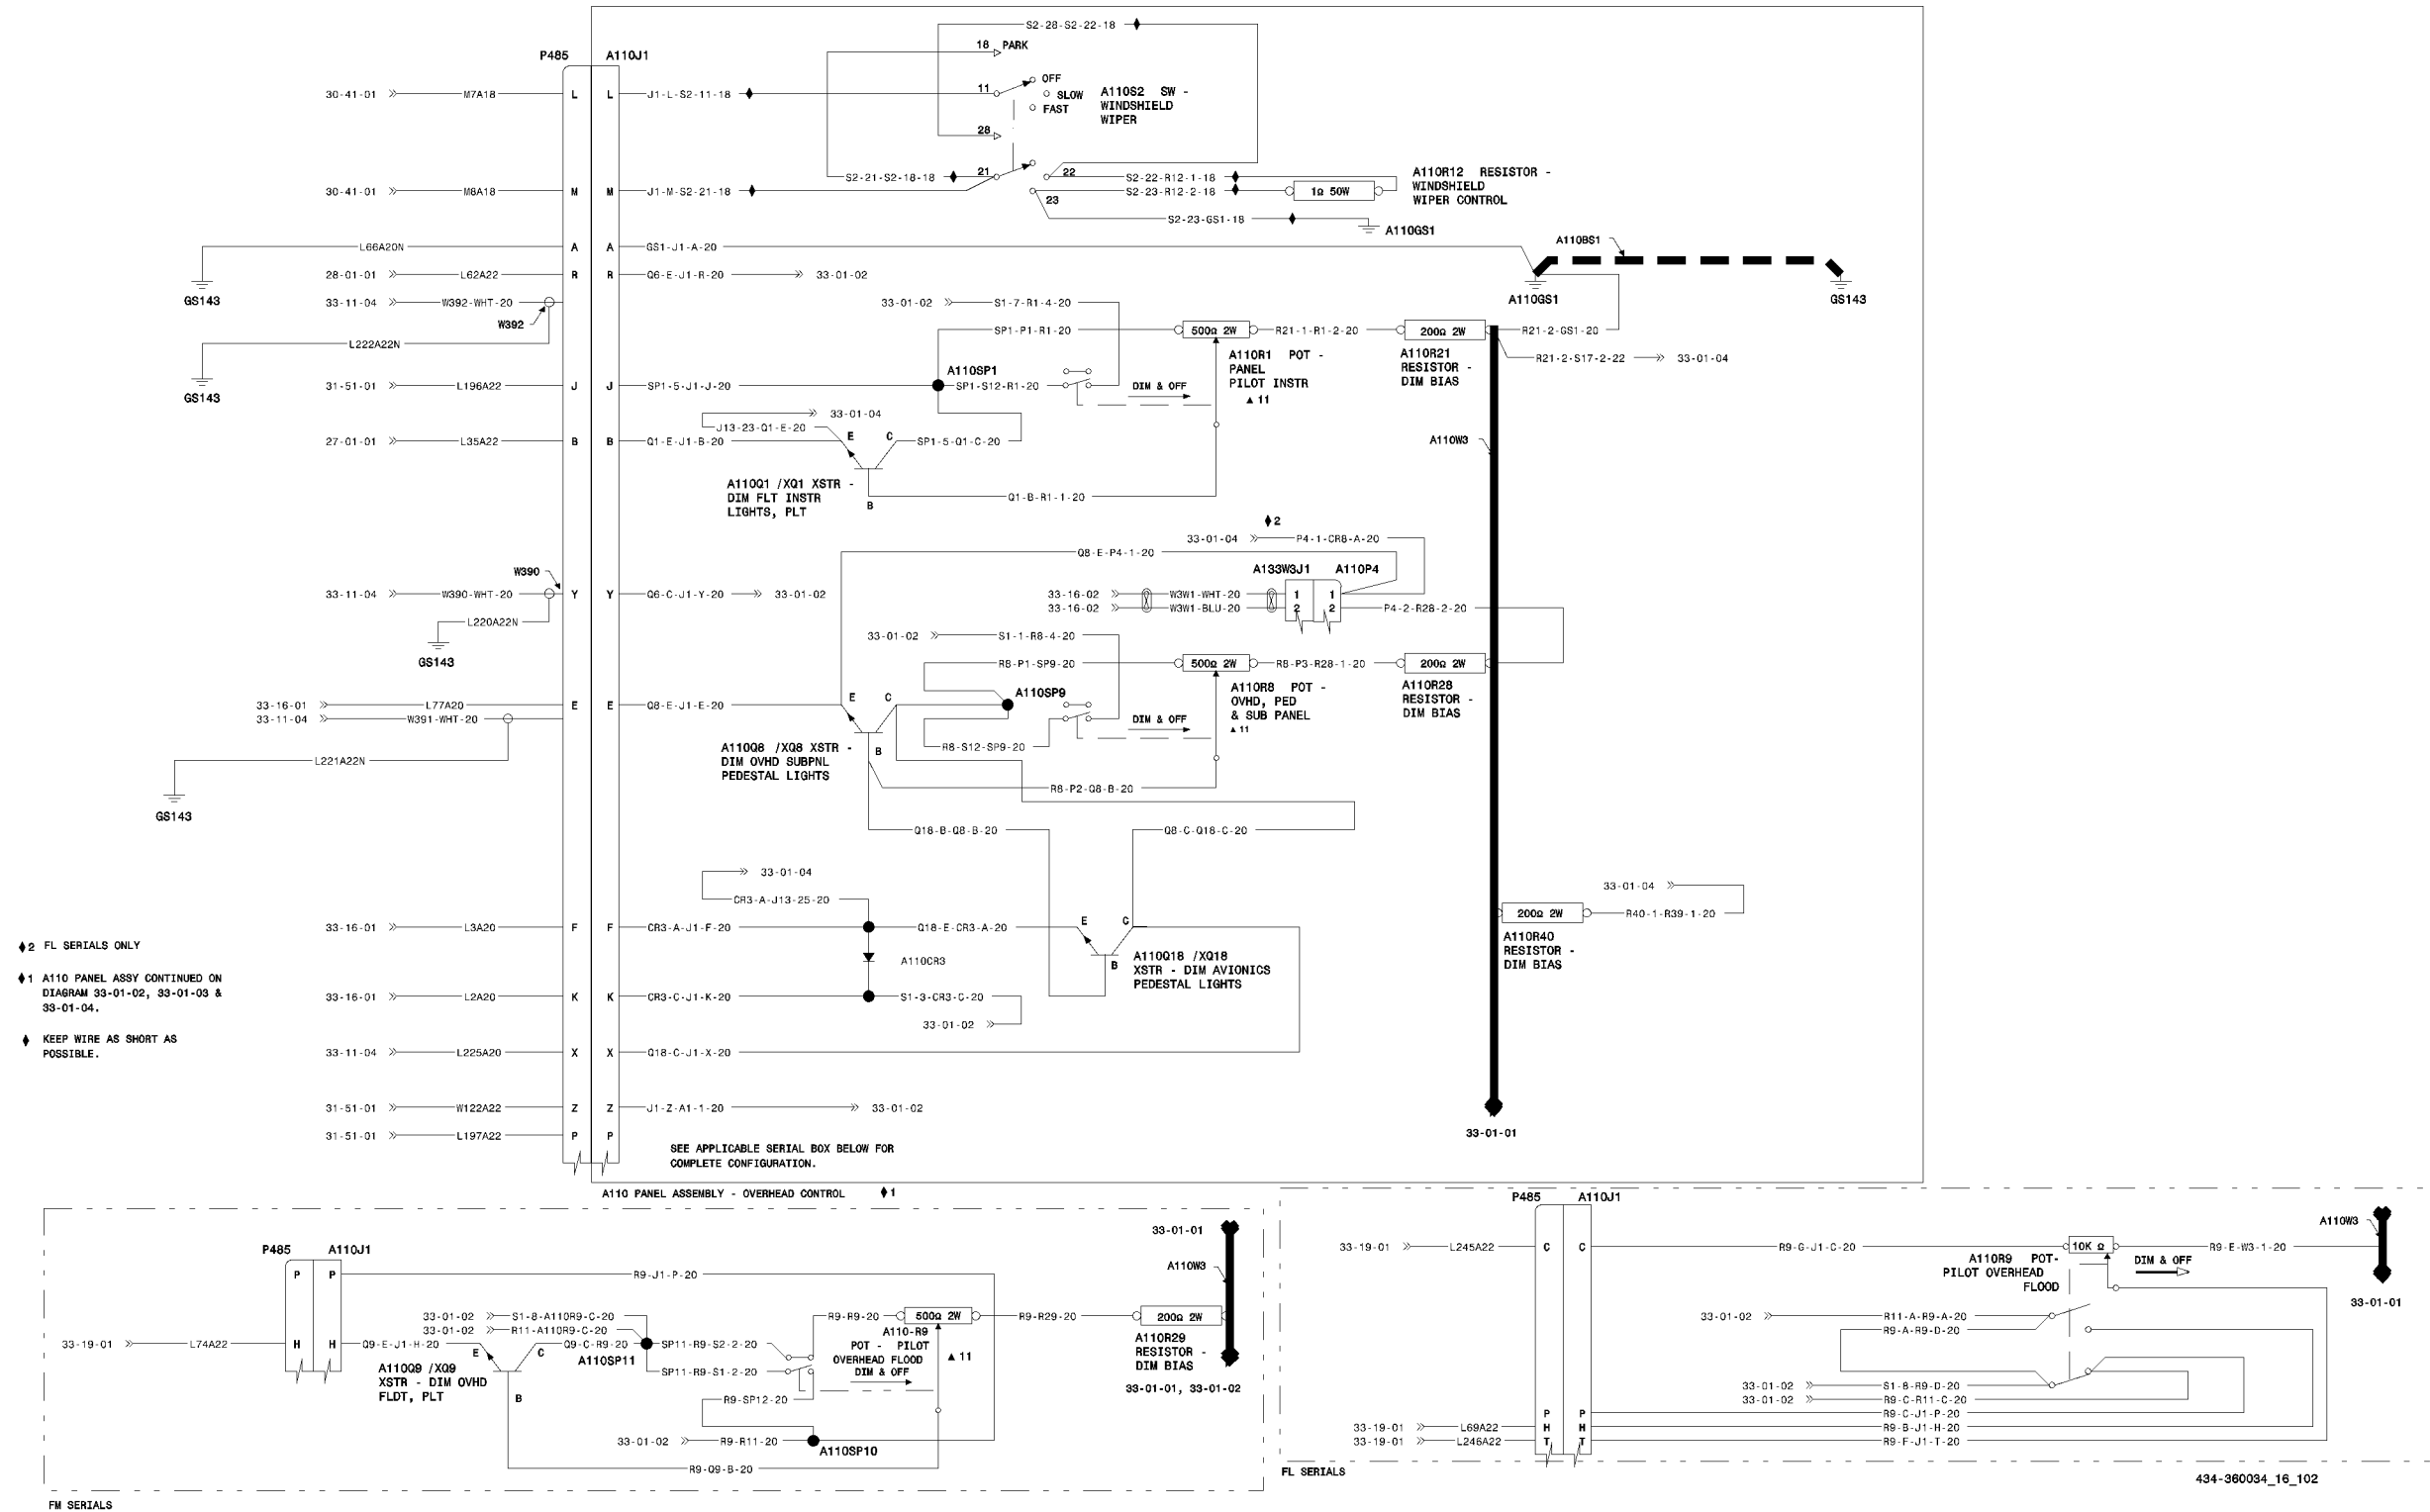 S2-28-S2-22-18
18 PARK
P485 A110J1
OFF
SLOW
FAST
11
A110S2 SW -
WINDSHIELD
WIPER
30-41-01 M7A18 L L J1-L-S2-11-18
28
S2-21-S2-18-18 21 22 S2-22-R12-1-18
A110R12 RESISTOR -
WINDSHIELD
WIPER CONTROL
30-41-01 M8A18 M M J1-M-S2-21-18 S2-23-R12-2-18 1Ω 50W
23
S2-23-GS1-18 A110GS1
L66A20N A A GS1-J1-A-20 A110BS1
28-01-01 L62A22 R R Q6-E-J1-R-20 33-01-02
GS143 33-11-04 W392-WHT-20 33-01-02 S1-7-R1-4-20 A110GS1 GS143
W392
SP1-P1-R1-20 500Ω 2W R21-1-R1-2-20 200Ω 2W R21-2-GS1-20
L222A22N
A110R1 POT -
PANEL
PILOT INSTR
▲ 11
A110R21
RESISTOR -
DIM BIAS
R21-2-S17-2-22 33-01-04
A110SP1
31-51-01 L196A22 J J SP1-5-J1-J-20 SP1-S12-R1-20 DIM & OFF
GS143
33-01-04
J13-23-Q1-E-20
27-01-01 L35A22 B B Q1-E-J1-B-20 E C SP1-5-Q1-C-20 A110W3
A110Q1 /XQ1 XSTR -
DIM FLT INSTR
LIGHTS, PLT
B Q1-B-R1-1-20
♦2
33-01-04 P4-1-CR8-A-20
Q8-E-P4-1-20
W390 A133W3J1 A110P4
33-11-04 W390-WHT-20 Y Y Q6-C-J1-Y-20 33-01-02 33-16-02 W3W1-WHT-20 1 1
33-16-02 W3W1-BLU-20 2 2 P4-2-R28-2-20
L220A22N
33-01-02 S1-1-R8-4-20
GS143
R8-P1-SP9-20 500Ω 2W R8-P3-R28-1-20 200Ω 2W
A110R8 POT -
OVHD, PED
& SUB PANEL
▲ 11
A110R28
RESISTOR -
DIM BIAS
A110SP9
33-16-01 L77A20 E E Q8-E-J1-E-20 E C
33-11-04 W391-WHT-20 DIM & OFF
A110Q8 /XQ8 XSTR -
DIM OVHD SUBPNL
PEDESTAL LIGHTS
B R8-S12-SP9-20
L221A22N
R8-P2-Q8-B-20
GS143
Q18-B-Q8-B-20 Q8-C-Q18-C-20
33-01-04
33-01-04
CR3-A-J13-25-20
200Ω 2W R40-1-R39-1-20
33-16-01 L3A20 F F CR3-A-J1-F-20 Q18-E-CR3-A-20 E C
A110R40
RESISTOR -
DIM BIAS
♦2 FL SERIALS ONLY
A110CR3 B
A110Q18 /XQ18
XSTR - DIM AVIONICS
PEDESTAL LIGHTS
♦1 A110 PANEL ASSY CONTINUED ON
DIAGRAM 33-01-02, 33-01-03 &
33-01-04.
33-16-01 L2A20 K K CR3-C-J1-K-20 S1-3-CR3-C-20
33-01-02
♦ KEEP WIRE AS SHORT AS
POSSIBLE.
33-11-04 L225A20 X X Q18-C-J1-X-20
31-51-01 W122A22 Z Z J1-Z-A1-1-20 33-01-02
31-51-01 L197A22 P P 33-01-01
SEE APPLICABLE SERIAL BOX BELOW FOR
COMPLETE CONFIGURATION.
A110 PANEL ASSEMBLY - OVERHEAD CONTROL ♦1
33-01-01
P485 A110J1
A110W3
P P R9-J1-P-20
33-01-02 S1-8-A110R9-C-20
33-01-02 R11-A110R9-C-20
R9-R9-20 500Ω 2W R9-R29-20 200Ω 2W
33-19-01 L74A22 H H Q9-E-J1-H-20 E C Q9-C-R9-20 SP11-R9-S2-2-20
A110SP11
A110-R9
POT - PILOT
OVERHEAD FLOOD
DIM & OFF
▲ 11
A110R29
RESISTOR -
DIM BIAS
A110Q9 /XQ9
XSTR - DIM OVHD
FLDT, PLT
SP11-R9-S1-2-20
33-01-01, 33-01-02
B R9-SP12-20
33-01-02 R9-R11-20 A110SP10
R9-Q9-B-20
FM SERIALS
P485 A110J1
A110W3
33-19-01 L245A22 C C R9-G-J1-C-20 10K Ω R9-E-W3-1-20
A110R9 POT-
PILOT OVERHEAD
FLOOD
DIM & OFF
33-01-01
33-01-02 R11-A-R9-A-20
R9-A-R9-D-20
33-01-02 S1-8-R9-D-20
33-01-02 R9-C-R11-C-20
P P R9-C-J1-P-20
33-19-01 L69A22 H H R9-B-J1-H-20
33-19-01 L246A22 T T R9-F-J1-T-20
FL SERIALS
434-360034_16_102